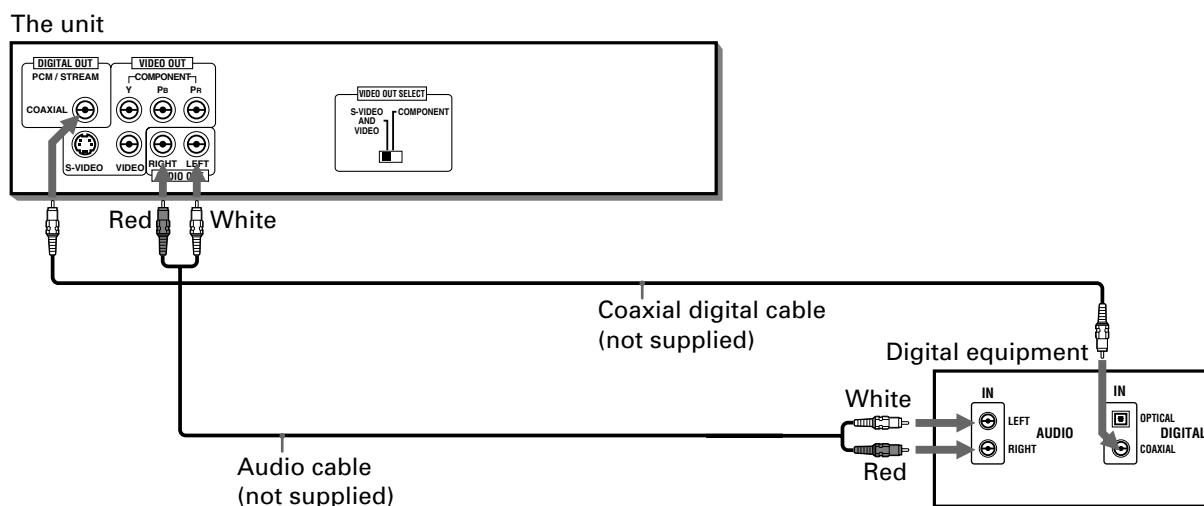 The unit
DIGITAL OUT
PCM / STREAM
COAXIAL
VIDEO OUT
COMPONENT
Y PB PR
S-VIDEO VIDEO
RIGHT LEFT
VIDEO OUT SELECT
S-VIDEO
AND
VIDEO
COMPONENT
Red White
Coaxial digital cable
(not supplied)
Digital equipment
White
Red
IN
LEFT
RIGHT
AUDIO
IN
OPTICAL
COAXIAL
DIGITAL
Audio cable
(not supplied)